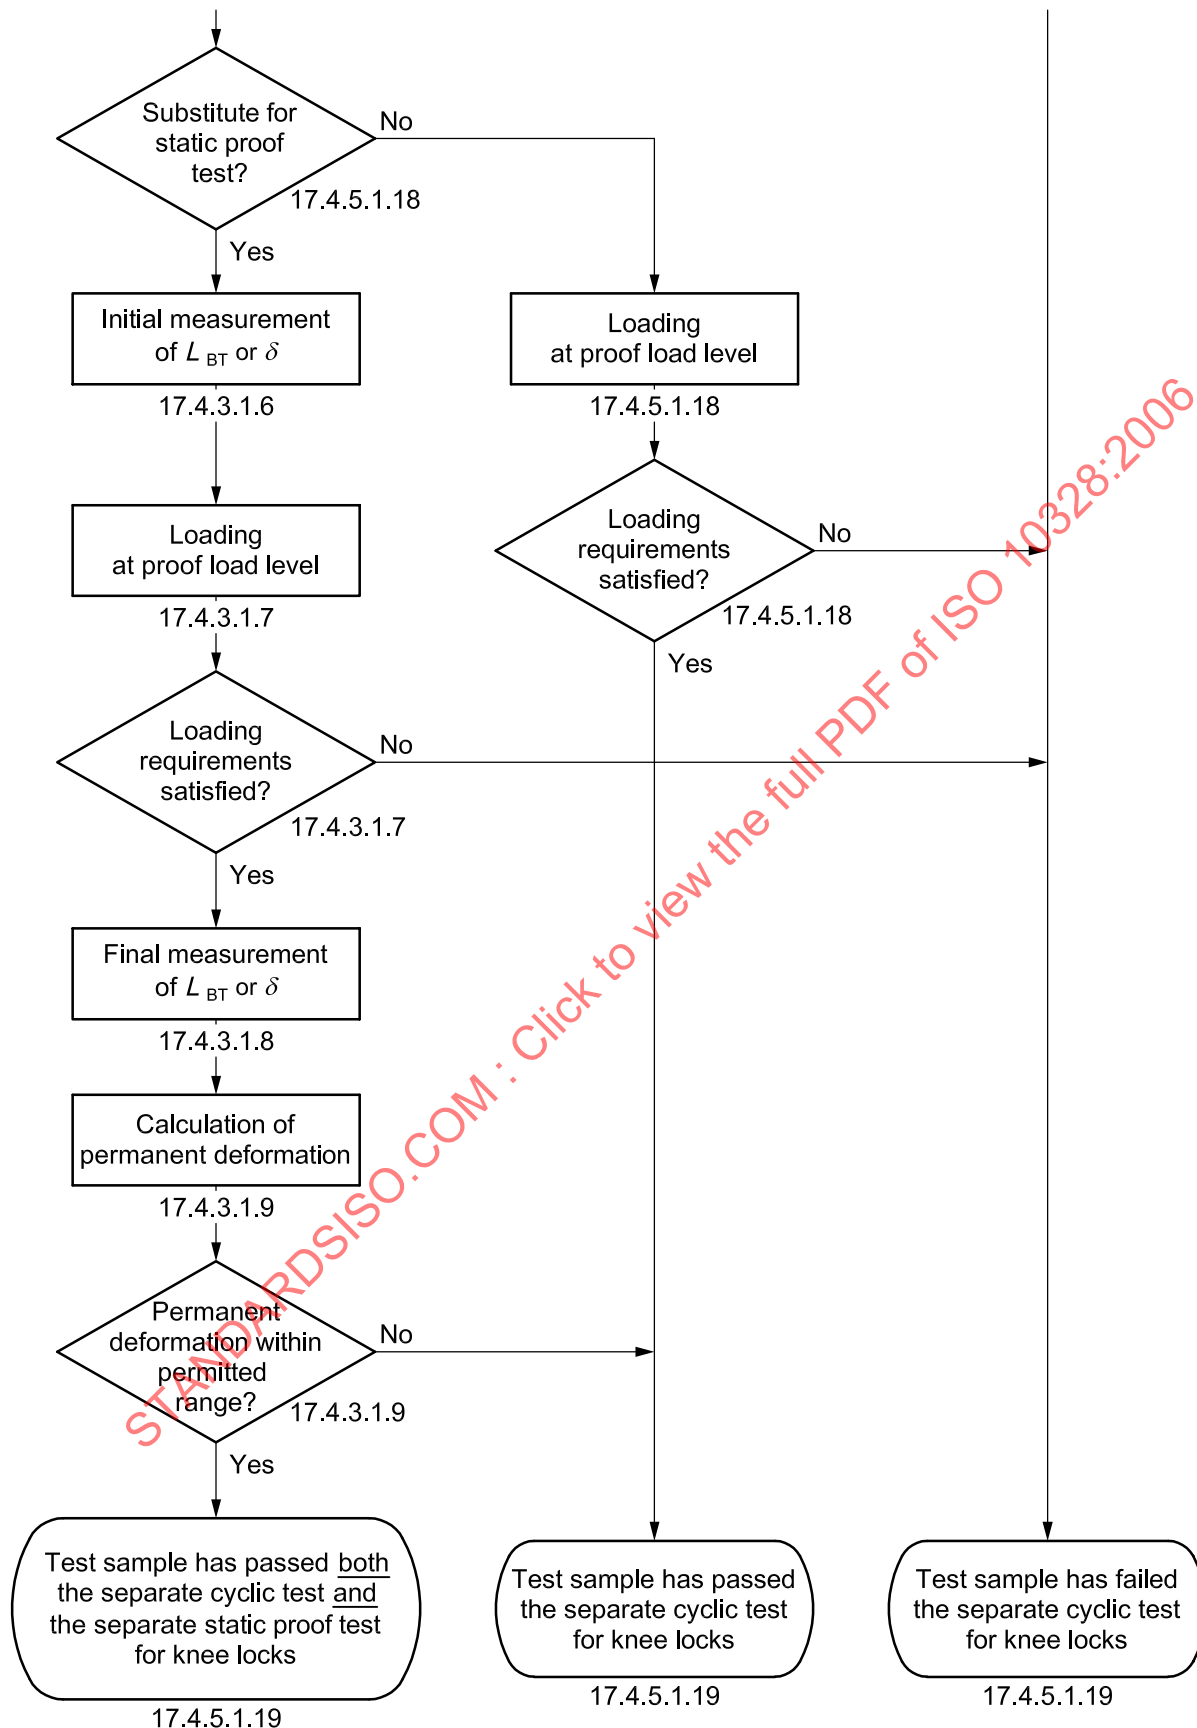 Substitute for
static proof
test?
No
17.4.5.1.18
Yes
Initial measurement
of L BT or δ
17.4.3.1.6
Loading
at proof load level
17.4.5.1.18
Loading
at proof load level
17.4.3.1.7
Loading
requirements
satisfied?
No
17.4.5.1.18
Yes
Loading
requirements
satisfied?
No
17.4.3.1.7
Yes
Final measurement
of L BT or δ
17.4.3.1.8
Calculation of
permanent deformation
17.4.3.1.9
Permanent
deformation within
permitted
range?
No
17.4.3.1.9
Yes
Test sample has passed both
the separate cyclic test and
the separate static proof test
for knee locks
17.4.5.1.19
Test sample has passed
the separate cyclic test
for knee locks
17.4.5.1.19
Test sample has failed
the separate cyclic test
for knee locks
17.4.5.1.19
STANDARDSISO.COM : Click to view the full PDF of ISO 10328:2006